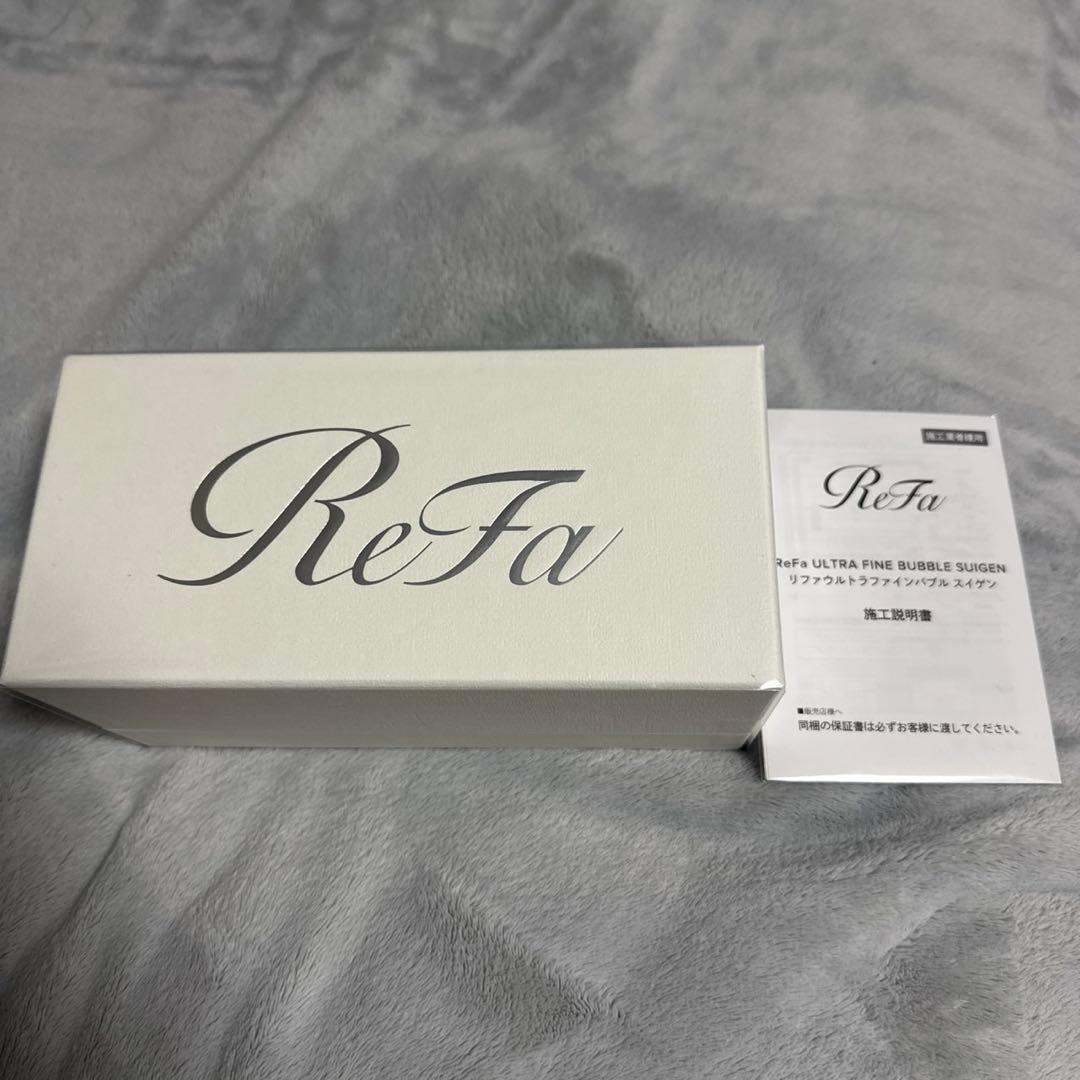 ReFa
施工業者様用
ReFa
ReFa ULTRA FINE BUBBLE SUIGEN
リファウルトラファインバブル スイゲン
施工説明書
■販売店様へ
同梱の保証書は必ずお客様に渡してください。